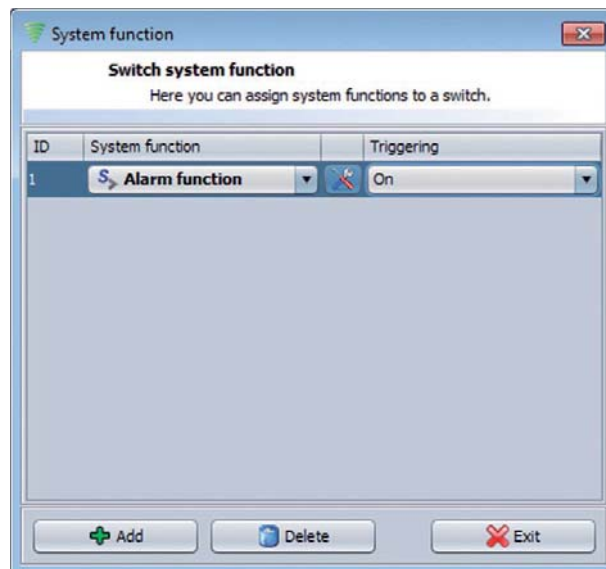 System function
Switch system function
Here you can assign system functions to a switch.
ID System function Triggering
1 Alarm function On
Add Delete Exit